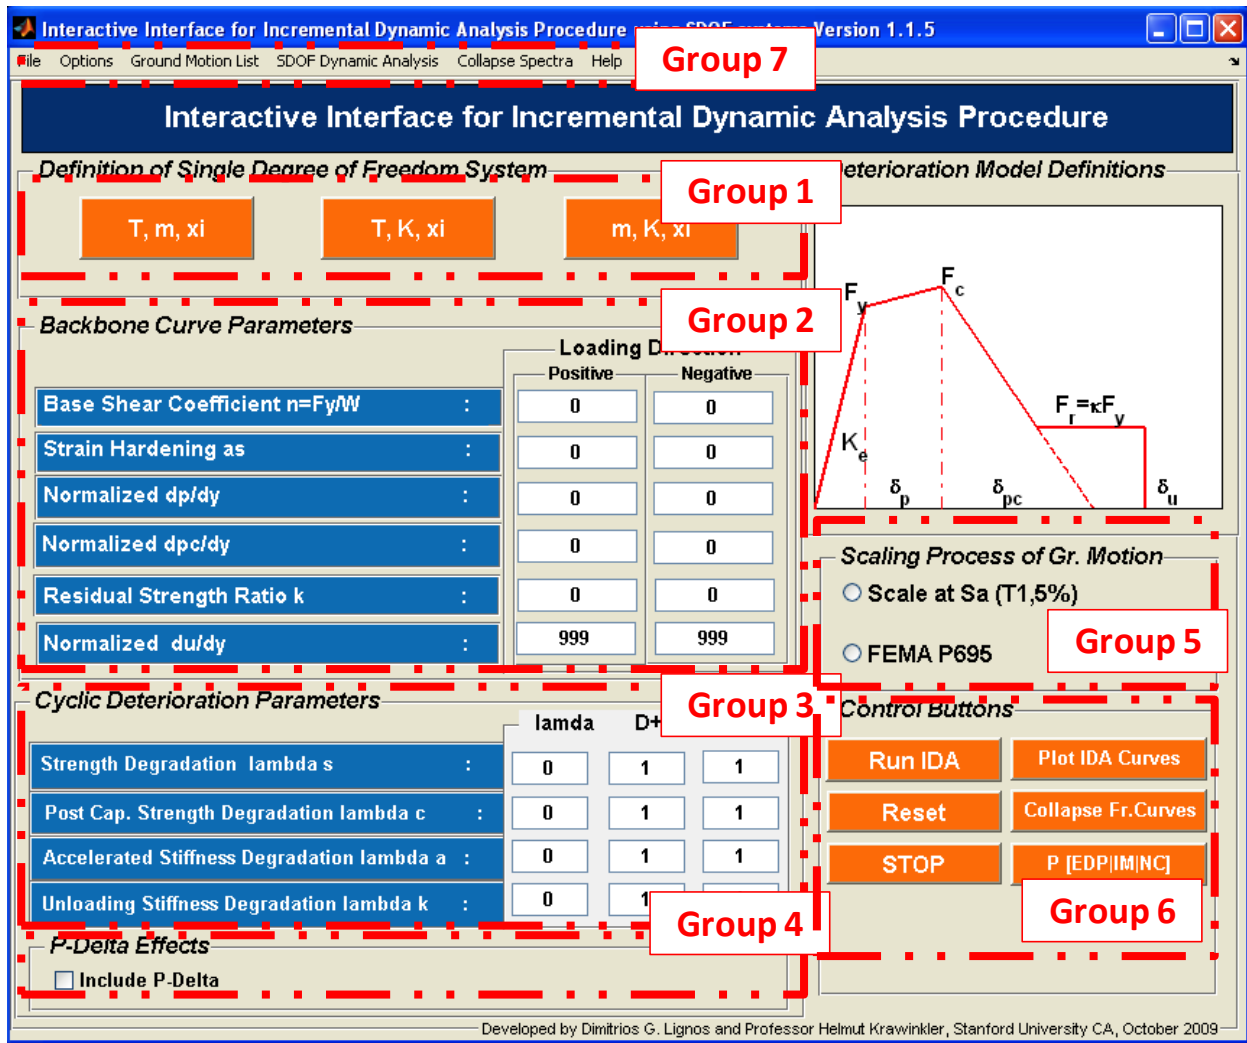 Interactive Interface for Incremental Dynamic Analysis Procedure using SDOF systems Version 1.1.5
File Options Ground Motion List SDOF Dynamic Analysis Collapse Spectra Help
Group 7
Interactive Interface for Incremental Dynamic Analysis Procedure
Definition of Single Degree of Freedom System
Group 1
T, m, xi T, K, xi m, K, xi
Deterioration Model Definitions
Fy Fc
Fr=κFy
Ke
δp δpc δu
Group 2
Backbone Curve Parameters
Loading Direction
Positive Negative
Base Shear Coefficient n=Fy/W : 0 0
Strain Hardening as : 0 0
Normalized dp/dy : 0 0
Normalized dpc/dy : 0 0
Residual Strength Ratio k : 0 0
Normalized du/dy : 999 999
Scaling Process of Gr. Motion
Scale at Sa (T1,5%)
FEMA P695
Group 5
Group 3
Cyclic Deterioration Parameters
lamda D+
Strength Degradation lambda s : 0 1 1
Post Cap. Strength Degradation lambda c : 0 1 1
Accelerated Stiffness Degradation lambda a : 0 1 1
Unloading Stiffness Degradation lambda k : 0 1
Group 4
Control Buttons
Run IDA Plot IDA Curves
Reset Collapse Fr.Curves
STOP P [EDP|IM|NC]
Group 6
P-Delta Effects
Include P-Delta
Developed by Dimitrios G. Lignos and Professor Helmut Krawinkler, Stanford University CA, October 2009